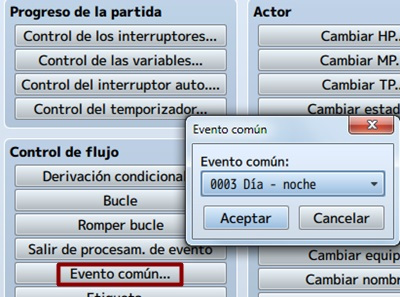 Progreso de la partida
Control de los interruptores...
Control de las variables...
Control del interruptor auto....
Control del temporizador...
Actor
Cambiar HP..
Cambiar MP..
Cambiar TP..
Cambiar estad
Evento común
Evento común:
0003 Día - noche
Aceptar
Cancelar
Control de flujo
Derivación condicional
Bucle
Romper bucle
Salir de procesam. de evento
Evento común...
Etiqueta
Cambiar equip
Cambiar nombr